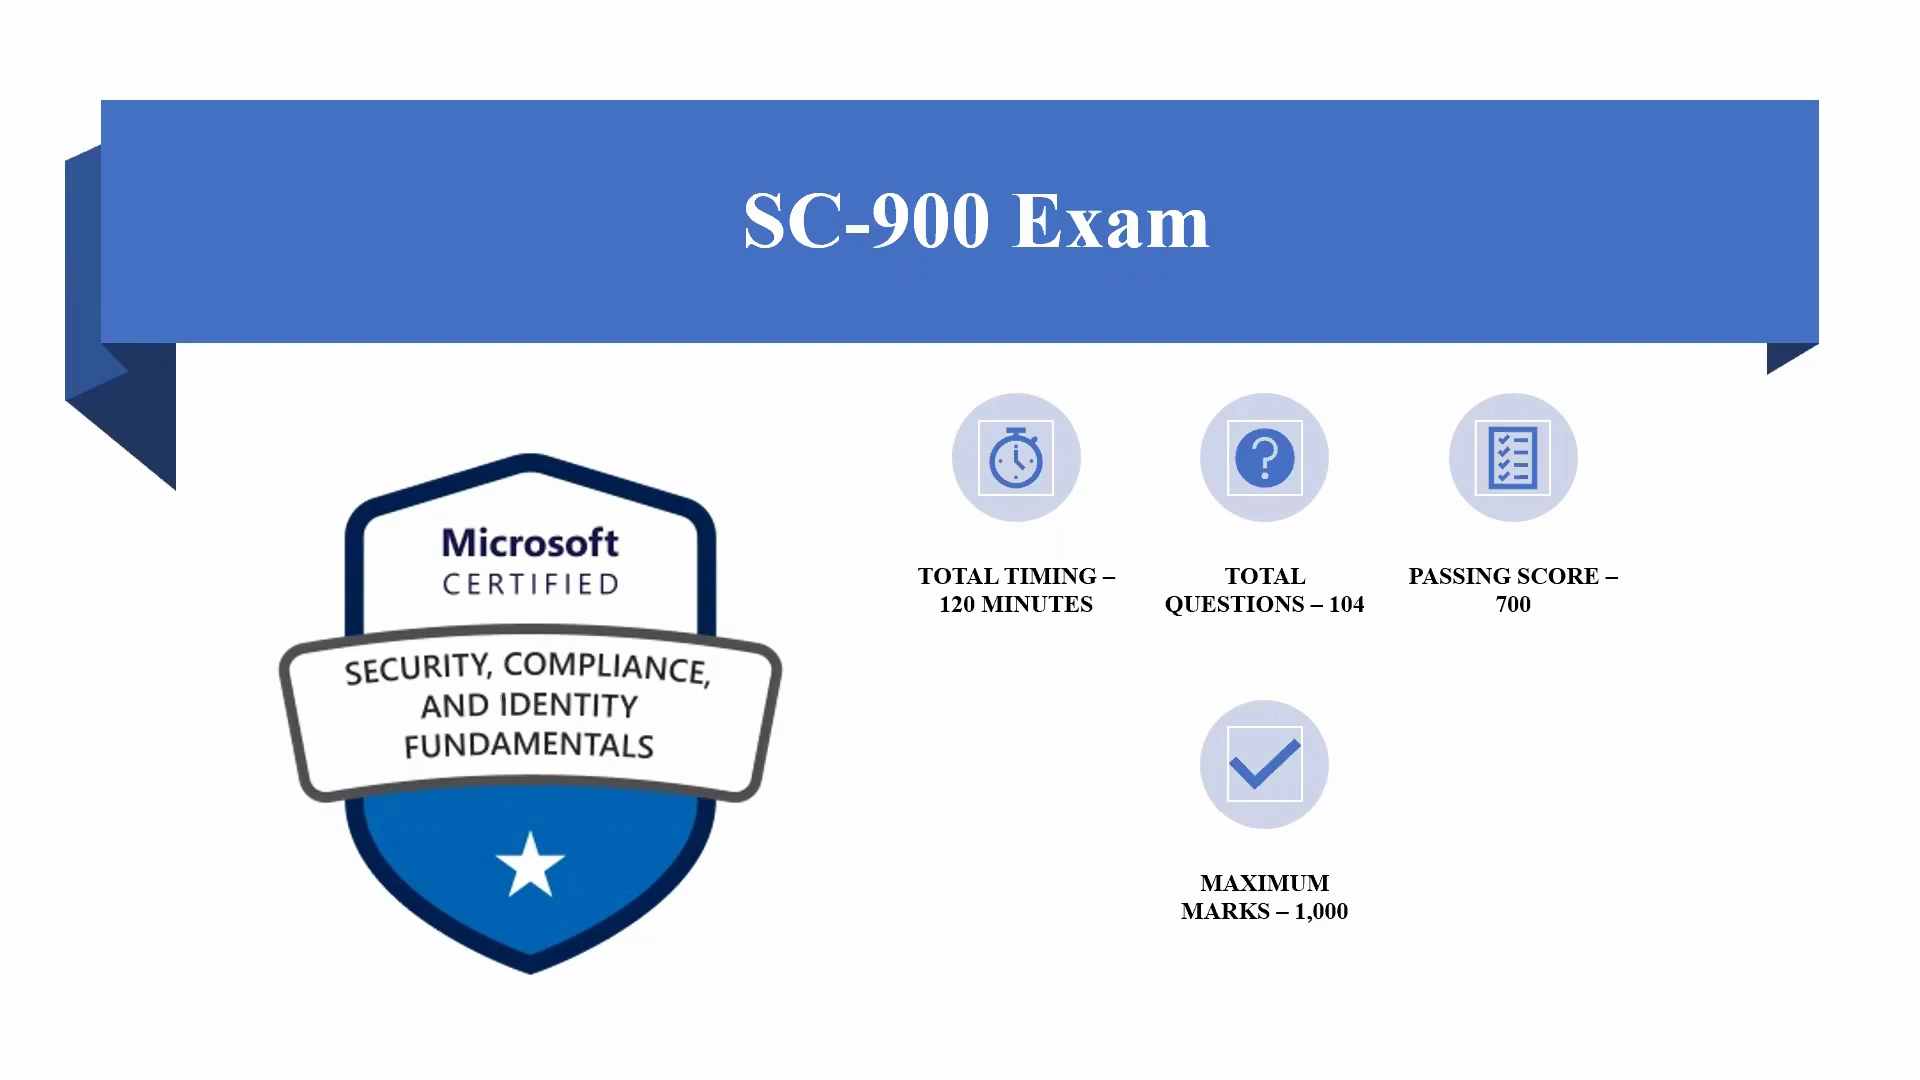 SC-900 Exam
Microsoft
CERTIFIED
SECURITY, COMPLIANCE,
AND IDENTITY
FUNDAMENTALS
TOTAL TIMING –
120 MINUTES
TOTAL
QUESTIONS – 104
PASSING SCORE –
700
MAXIMUM
MARKS – 1,000